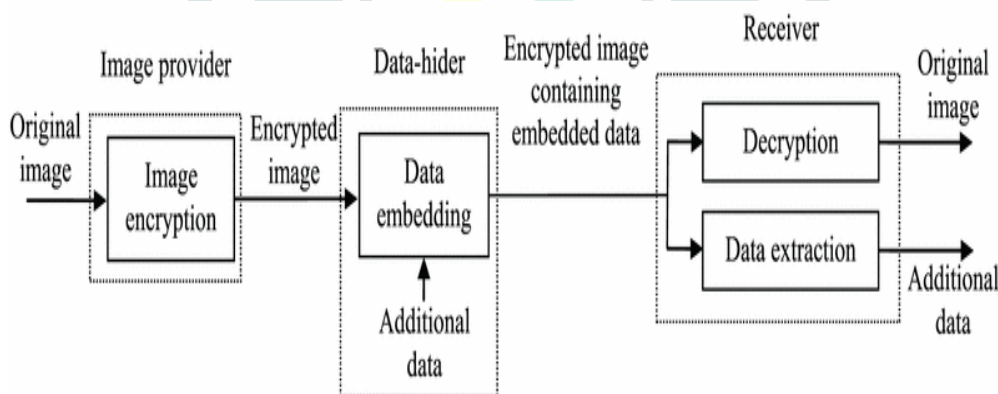 Image provider
Original
image
Image
encryption
Encrypted
image
Data-hider
Data
embedding
Additional
data
Encrypted image
containing
embedded data
Receiver
Decryption
Data extraction
Original
image
Additional
data